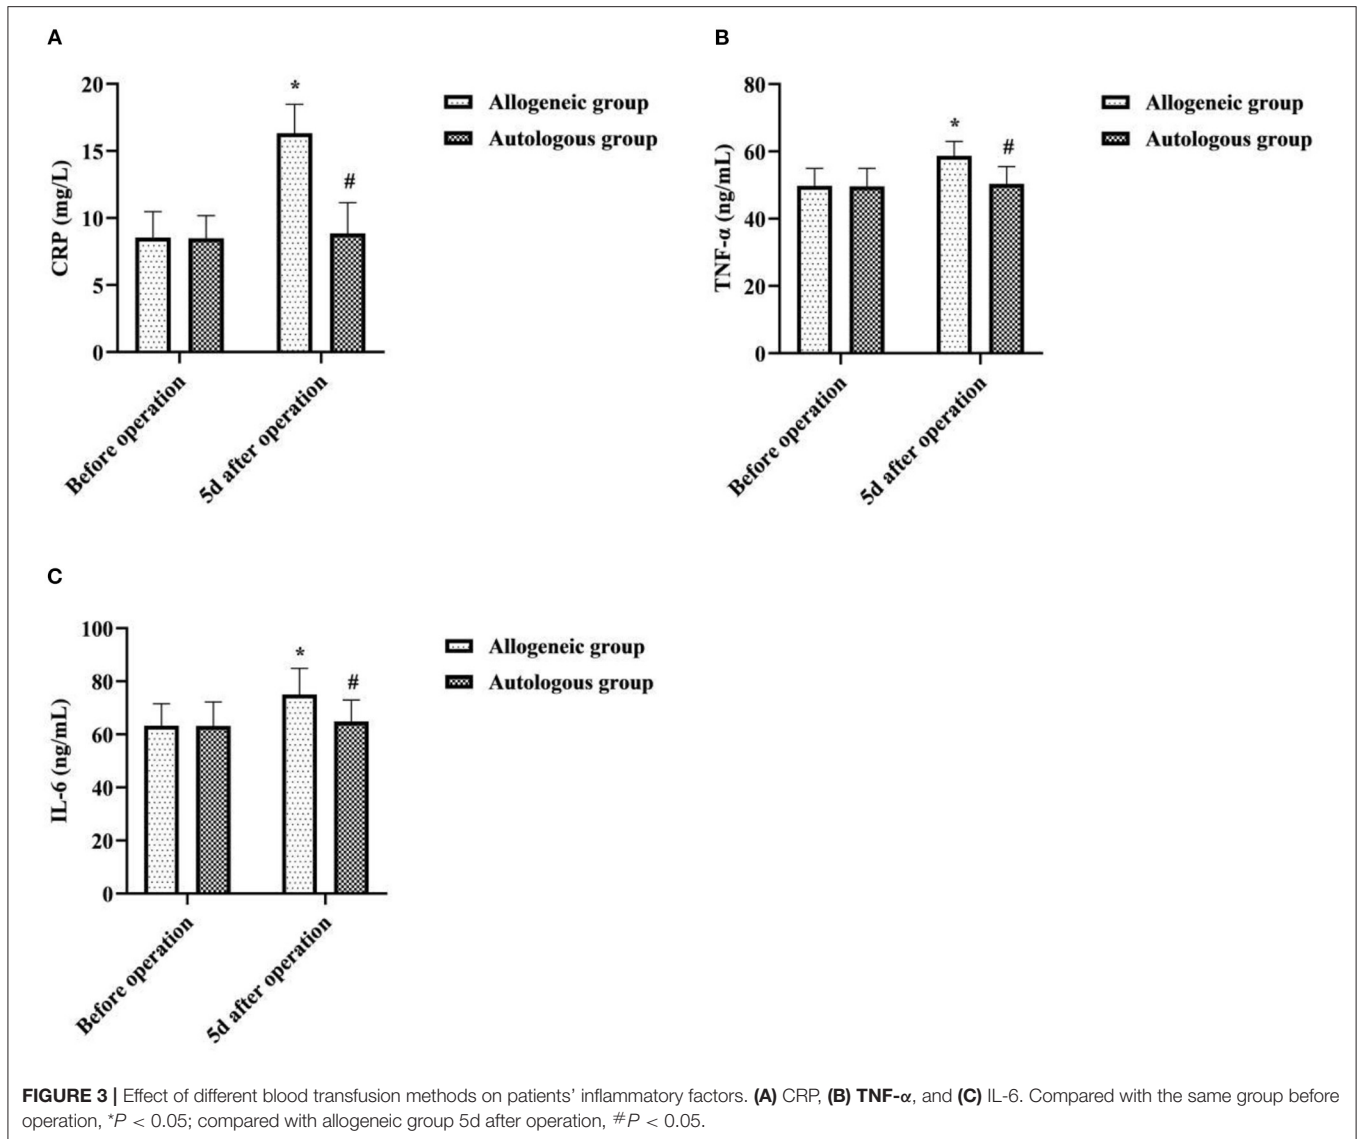 A
20
15
10
5
0
CRP (mg/L)
*
#
Allogeneic group
Autologous group
Before operation
5d after operation
B
80
60
40
20
0
TNF-α (ng/mL)
*
#
Allogeneic group
Autologous group
Before operation
5d after operation
C
100
80
60
40
20
0
IL-6 (ng/mL)
*
#
Allogeneic group
Autologous group
Before operation
5d after operation
FIGURE 3 | Effect of different blood transfusion methods on patients' inflammatory factors. (A) CRP, (B) TNF-α, and (C) IL-6. Compared with the same group before
operation, *P < 0.05; compared with allogeneic group 5d after operation, #P < 0.05.